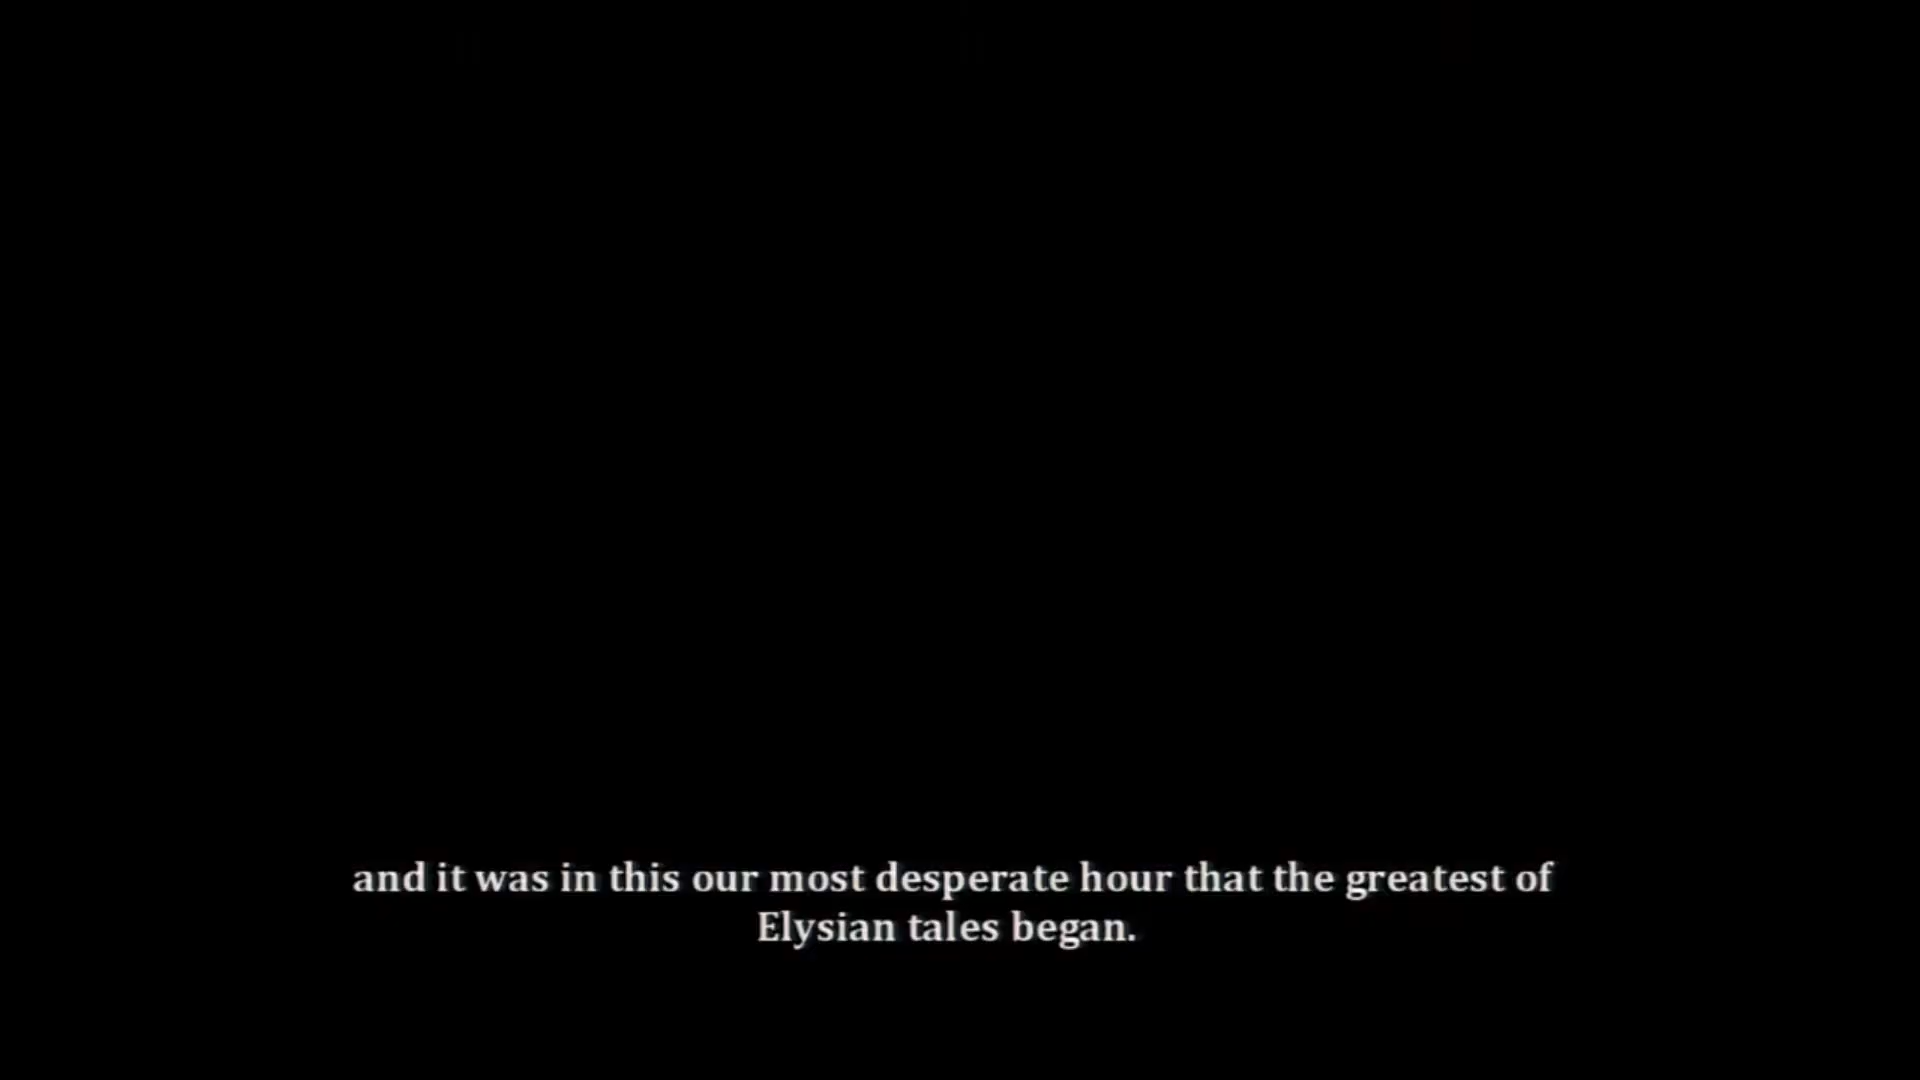 and it was in this our most desperate hour that the greatest of
Elysian tales began.